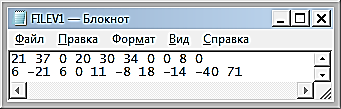 FILEV1 — Блокнот
Файл Правка Формат Вид Справка
21 37 0 20 30 34 0 0 8 0
6 -21 6 0 11 -8 18 -14 -40 71